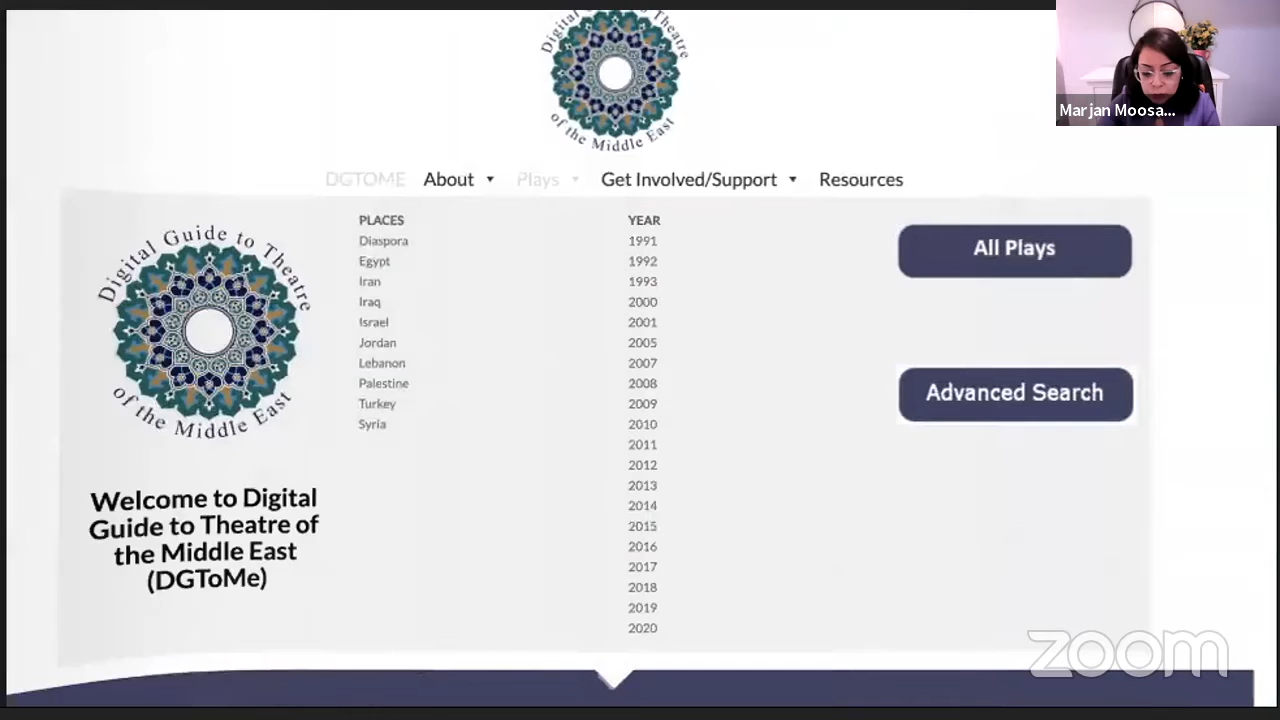 Digital Guide to Theatre
of the Middle East
Marjan Moosa...
DGTOME About Plays Get Involved/Support Resources
Digital Guide to Theatre
of the Middle East
Welcome to Digital
Guide to Theatre of
the Middle East
(DGToMe)
PLACES
Diaspora
Egypt
Iran
Iraq
Israel
Jordan
Lebanon
Palestine
Turkey
Syria
YEAR
1991
1992
1993
2000
2001
2005
2007
2008
2009
2010
2011
2012
2013
2014
2015
2016
2017
2018
2019
2020
All Plays
Advanced Search
zoom